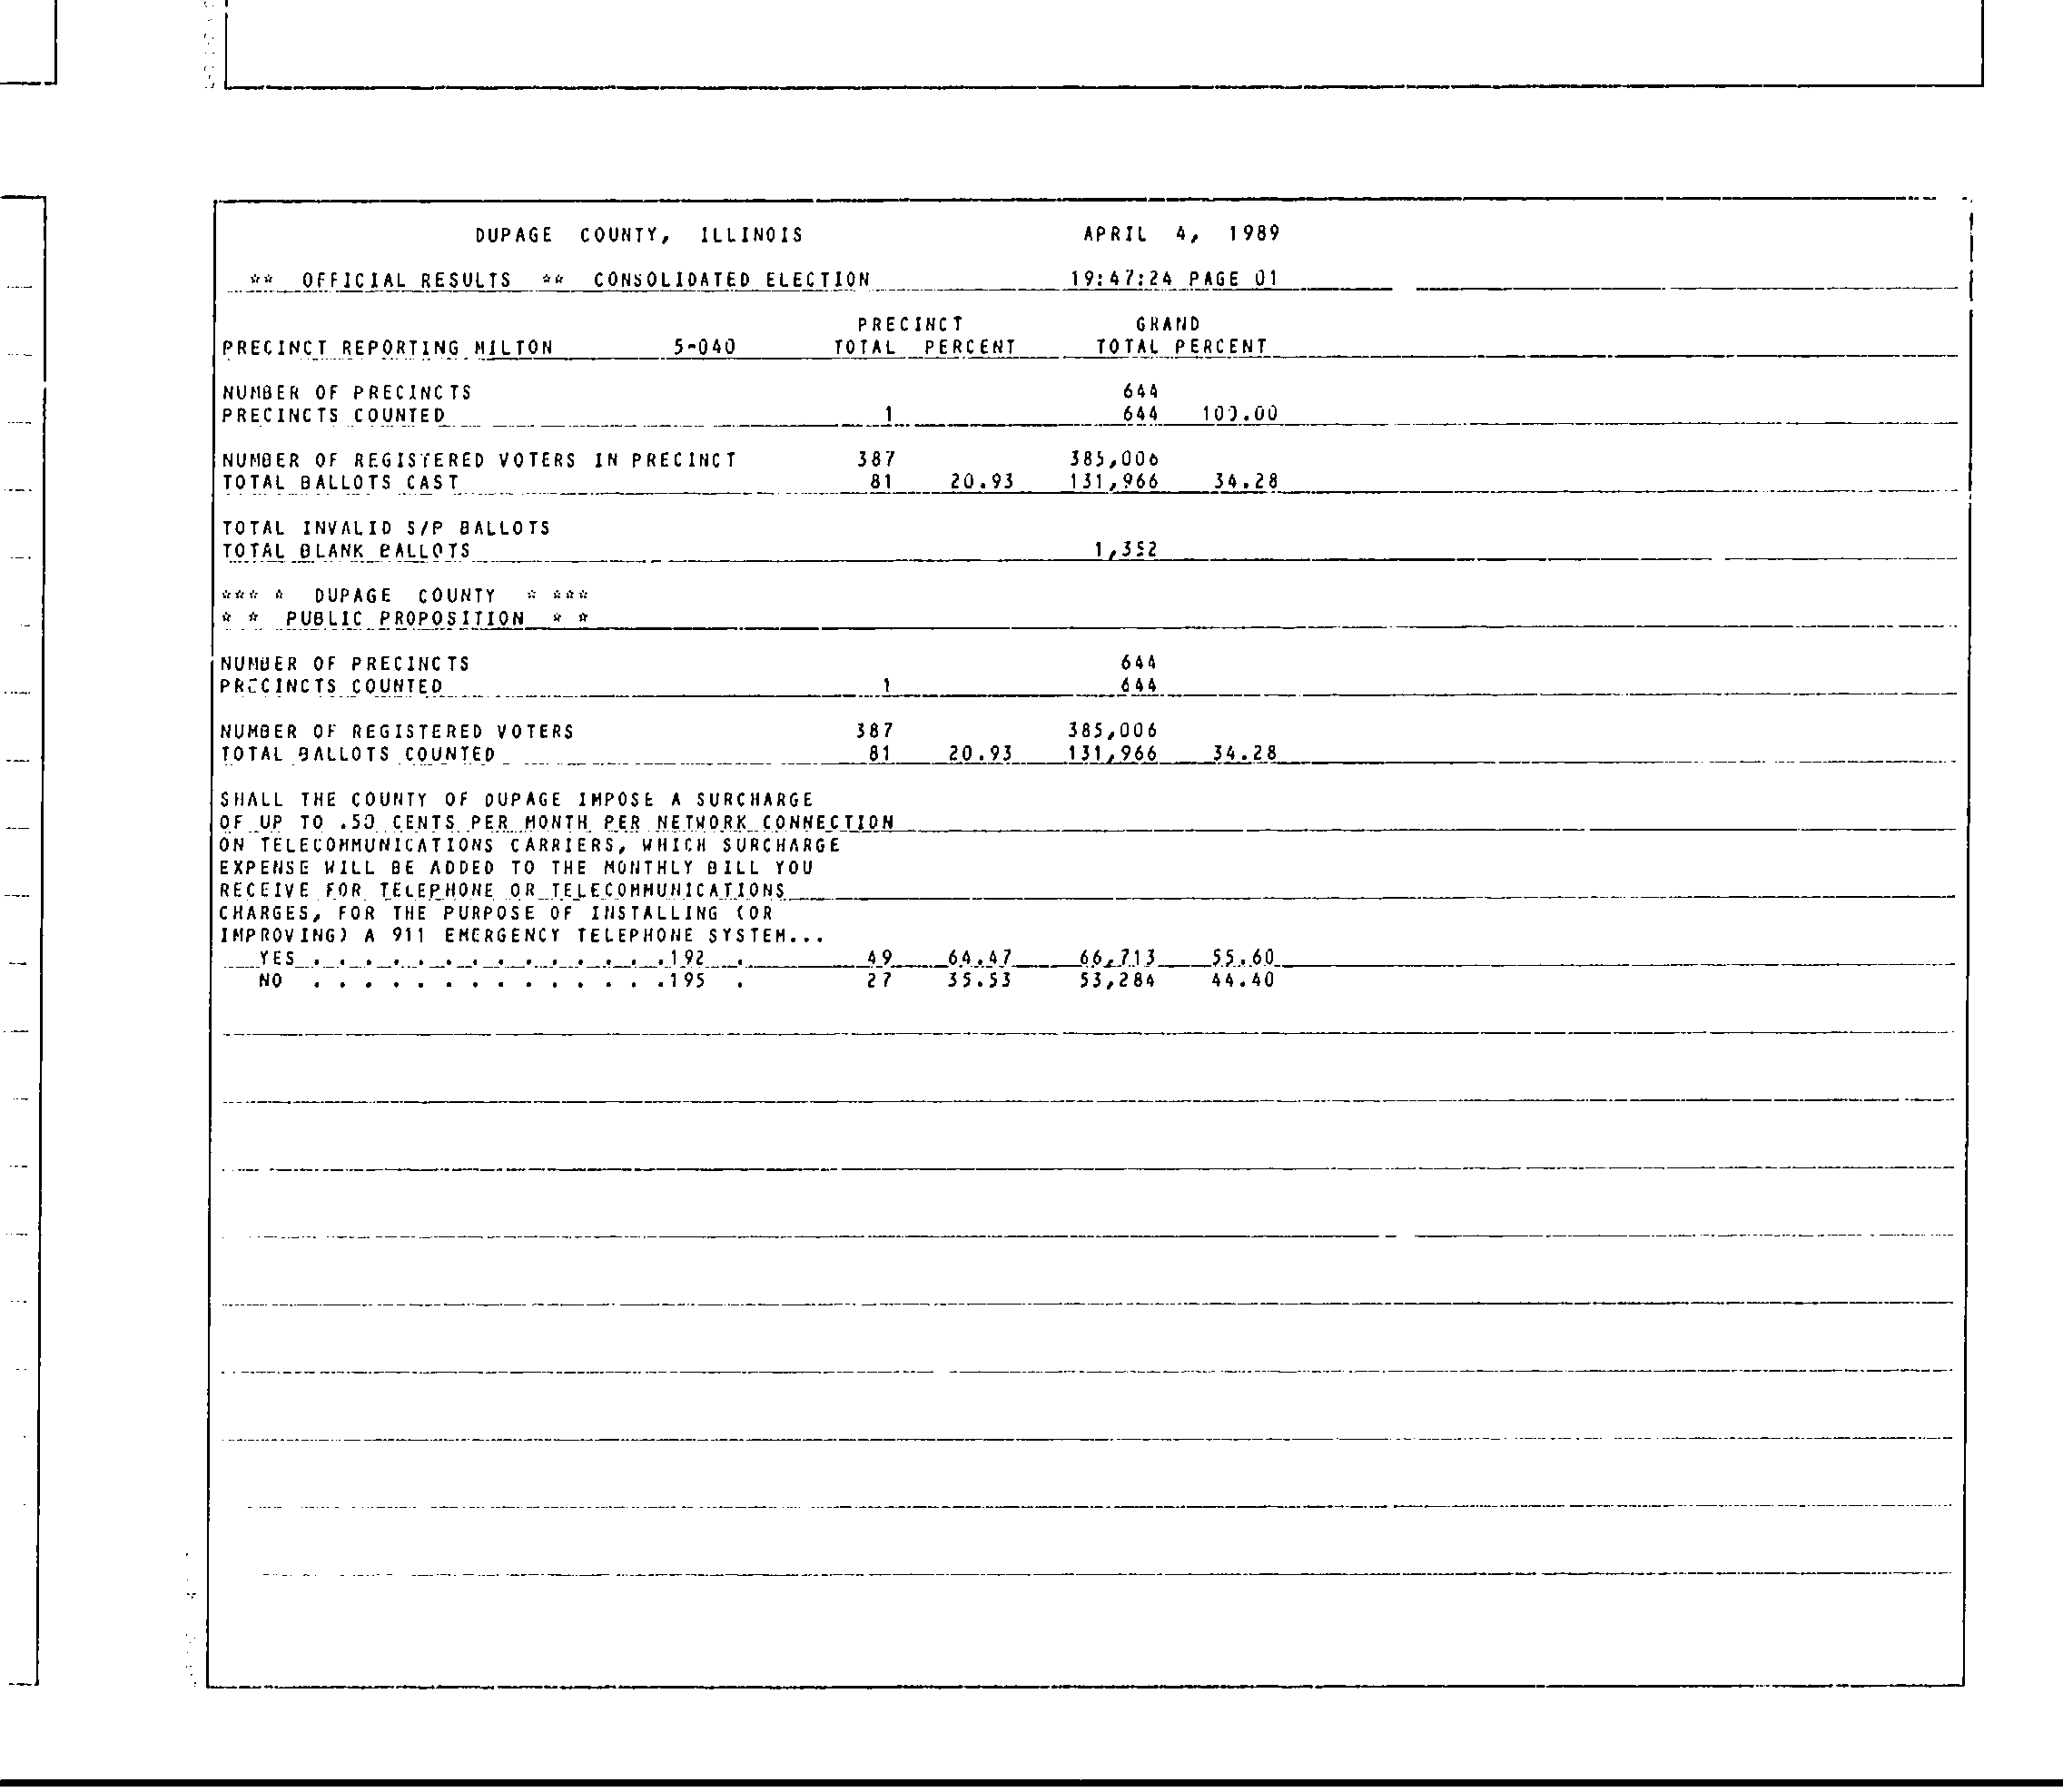 DUPAGE COUNTY, ILLINOIS APRIL 4, 1989
** OFFICIAL RESULTS ** CONSOLIDATED ELECTION 19:47:24 PAGE 01
PRECINCT GRAND
PRECINCT REPORTING MILTON 5-040 TOTAL PERCENT TOTAL PERCENT
NUMBER OF PRECINCTS 644
PRECINCTS COUNTED 1 644 100.00
NUMBER OF REGISTERED VOTERS IN PRECINCT 387 385,006
TOTAL BALLOTS CAST 81 20.93 131,966 34.28
TOTAL INVALID S/P BALLOTS
TOTAL BLANK BALLOTS 1,352
*** * DUPAGE COUNTY * ***
* * PUBLIC PROPOSITION * *
NUMBER OF PRECINCTS 644
PRECINCTS COUNTED 1 644
NUMBER OF REGISTERED VOTERS 387 385,006
TOTAL BALLOTS COUNTED 81 20.93 131,966 34.28
SHALL THE COUNTY OF DUPAGE IMPOSE A SURCHARGE
OF UP TO .50 CENTS PER MONTH PER NETWORK CONNECTION
ON TELECOMMUNICATIONS CARRIERS, WHICH SURCHARGE
EXPENSE WILL BE ADDED TO THE MONTHLY BILL YOU
RECEIVE FOR TELEPHONE OR TELECOMMUNICATIONS
CHARGES, FOR THE PURPOSE OF INSTALLING (OR
IMPROVING) A 911 EMERGENCY TELEPHONE SYSTEM...
YES . . . . . . . . . . . . . .192 . 49 64.47 66,713 55.60
NO . . . . . . . . . . . . . .195 . 27 35.53 53,284 44.40